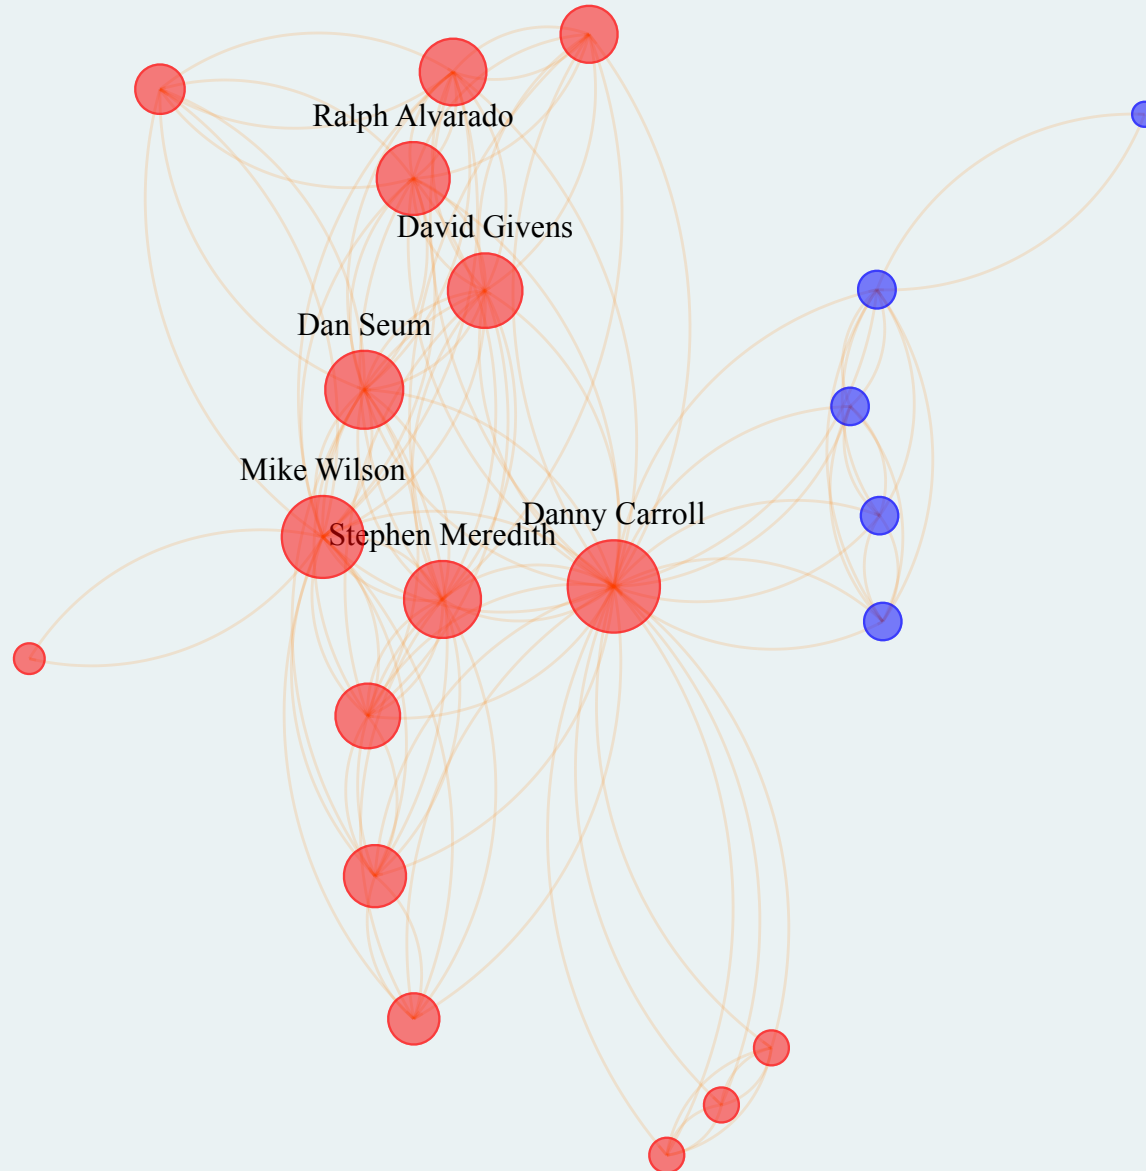 Ralph Alvarado
David Givens
Dan Seum
Mike Wilson
Danny Carroll
Stephen Meredith